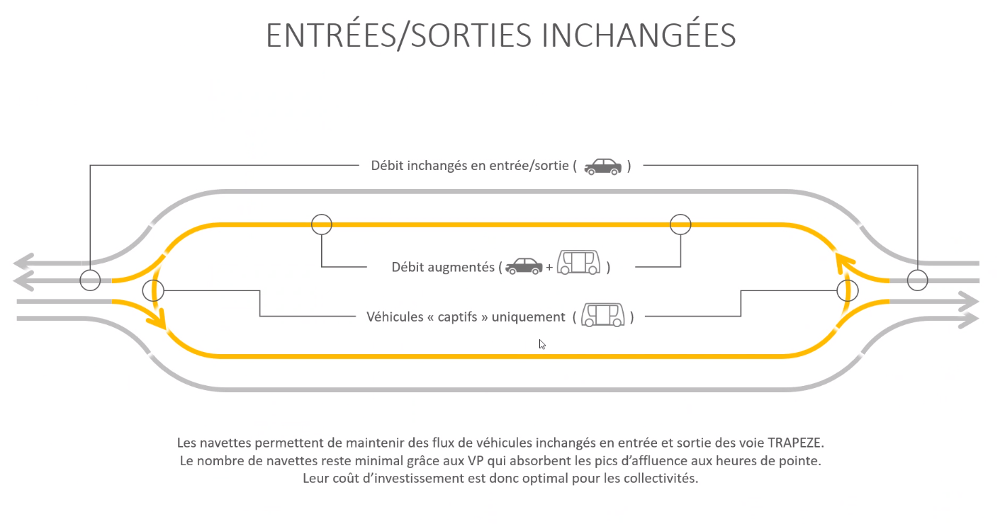 ENTRÉES/SORTIES INCHANGÉES
Débit inchangés en entrée/sortie ( )
Débit augmentés ( + )
Véhicules « captifs » uniquement ( )
Les navettes permettent de maintenir des flux de véhicules inchangés en entrée et sortie des voie TRAPEZE.
Le nombre de navettes reste minimal grâce aux VP qui absorbent les pics d’affluence aux heures de pointe.
Leur coût d’investissement est donc optimal pour les collectivités.